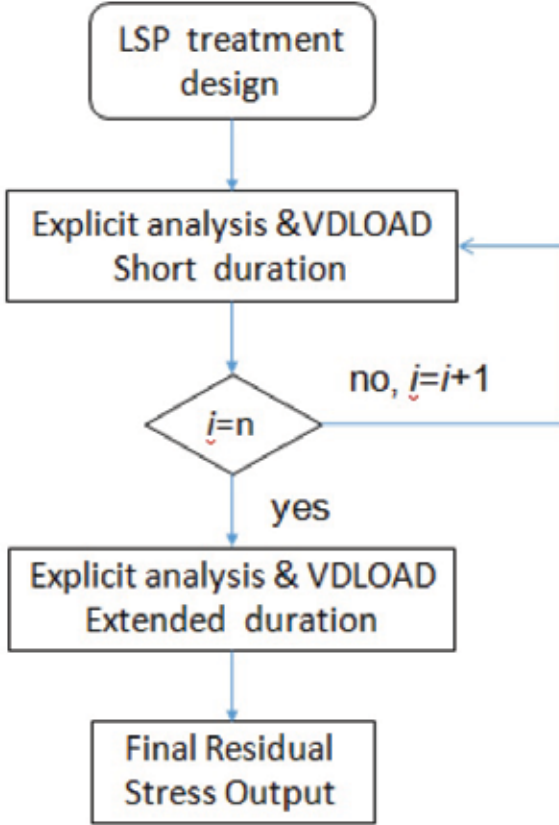 LSP treatment
design
Explicit analysis &VDLOAD
Short duration
no, i=i+1
i=n
yes
Explicit analysis & VDLOAD
Extended duration
Final Residual
Stress Output